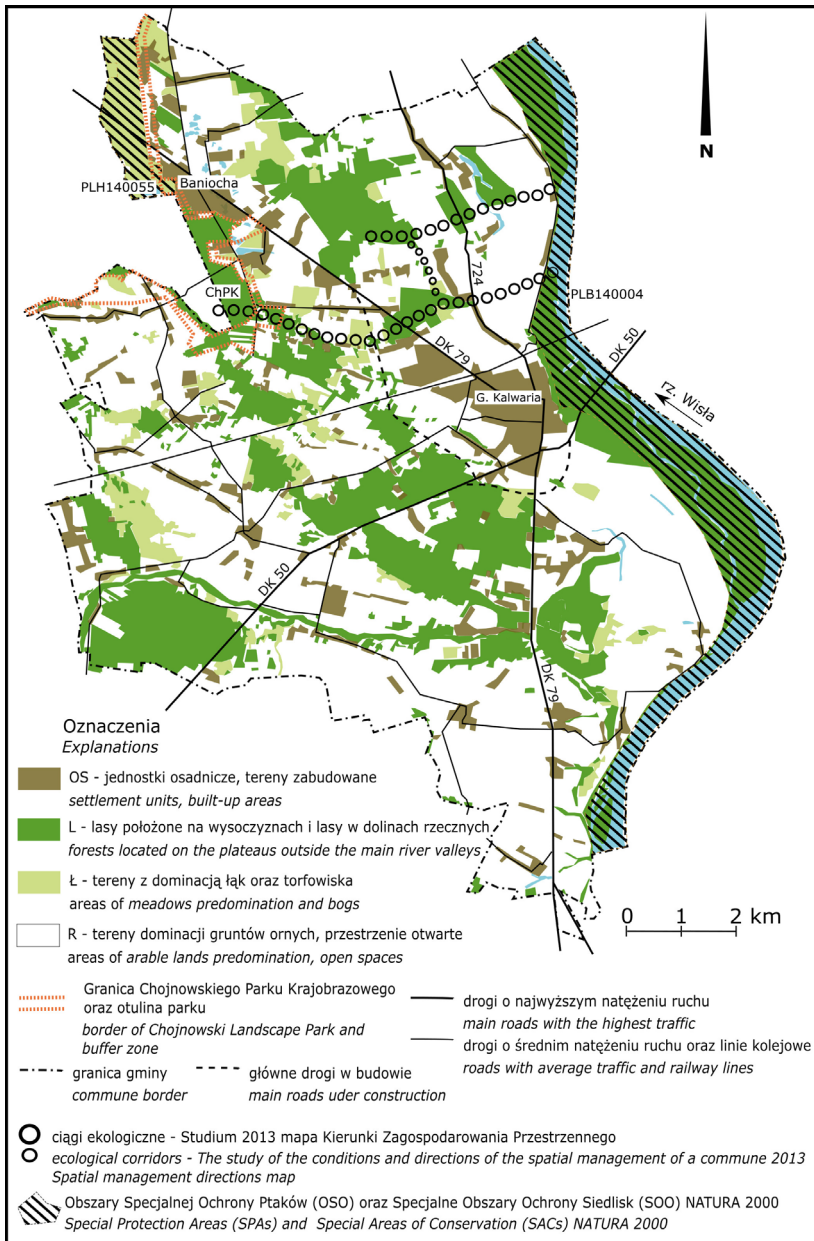 N
PLH140055
Baniocha
724
ChPK
PLB140004
DK 79
DK 50
rz. Wisła
G. Kalwaria
DK 50
DK 79
Oznaczenia
Explanations
OS - jednostki osadnicze, tereny zabudowane
settlement units, built-up areas
L - lasy położone na wysoczyznach i lasy w dolinach rzecznych
forests located on the plateaus outside the main river valleys
Ł - tereny z dominacją łąk oraz torfowiska
areas of meadows predomination and bogs
R - tereny dominacji gruntów ornych, przestrzenie otwarte
areas of arable lands predomination, open spaces
0 1 2 km
Granica Chojnowskiego Parku Krajobrazowego
oraz otulina parku
border of Chojnowski Landscape Park and
buffer zone
drogi o najwyższym natężeniu ruchu
main roads with the highest traffic
drogi o średnim natężeniu ruchu oraz linie kolejowe
roads with average traffic and railway lines
granica gminy
commune border
główne drogi w budowie
main roads uder construction
ciągi ekologiczne - Studium 2013 mapa Kierunki Zagospodarowania Przestrzennego
ecological corridors - The study of the conditions and directions of the spatial management of a commune 2013
Spatial management directions map
Obszary Specjalnej Ochrony Ptaków (OSO) oraz Specjalne Obszary Ochrony Siedlisk (SOO) NATURA 2000
Special Protection Areas (SPAs) and Special Areas of Conservation (SACs) NATURA 2000